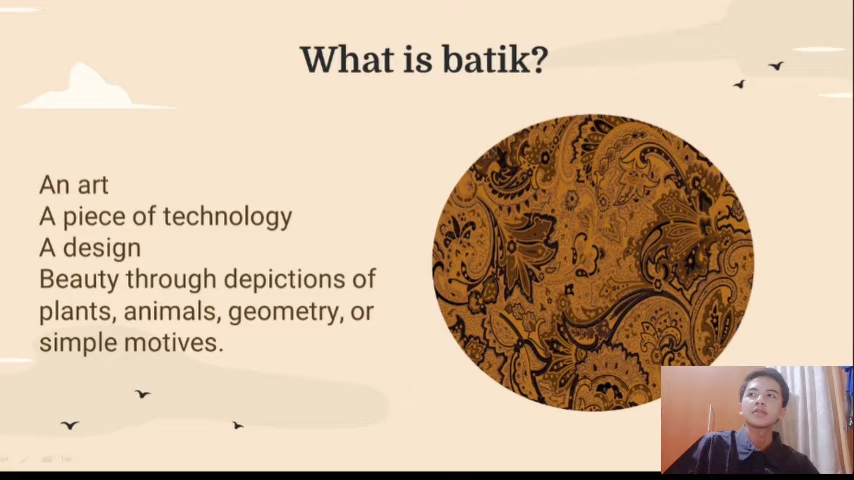 What is batik?
An art
A piece of technology
A design
Beauty through depictions of
plants, animals, geometry, or
simple motives.